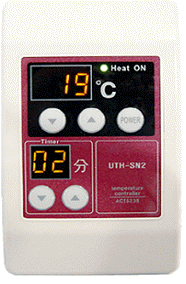 Heat ON
19 °C
POWER
Timer
02 分
UTH-SN2
temperature
controller